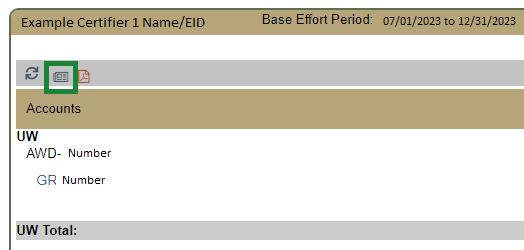 Example Certifier 1 Name/EID Base Effort Period: 07/01/2023 to 12/31/2023
Accounts
UW
AWD- Number
GR Number
UW Total: